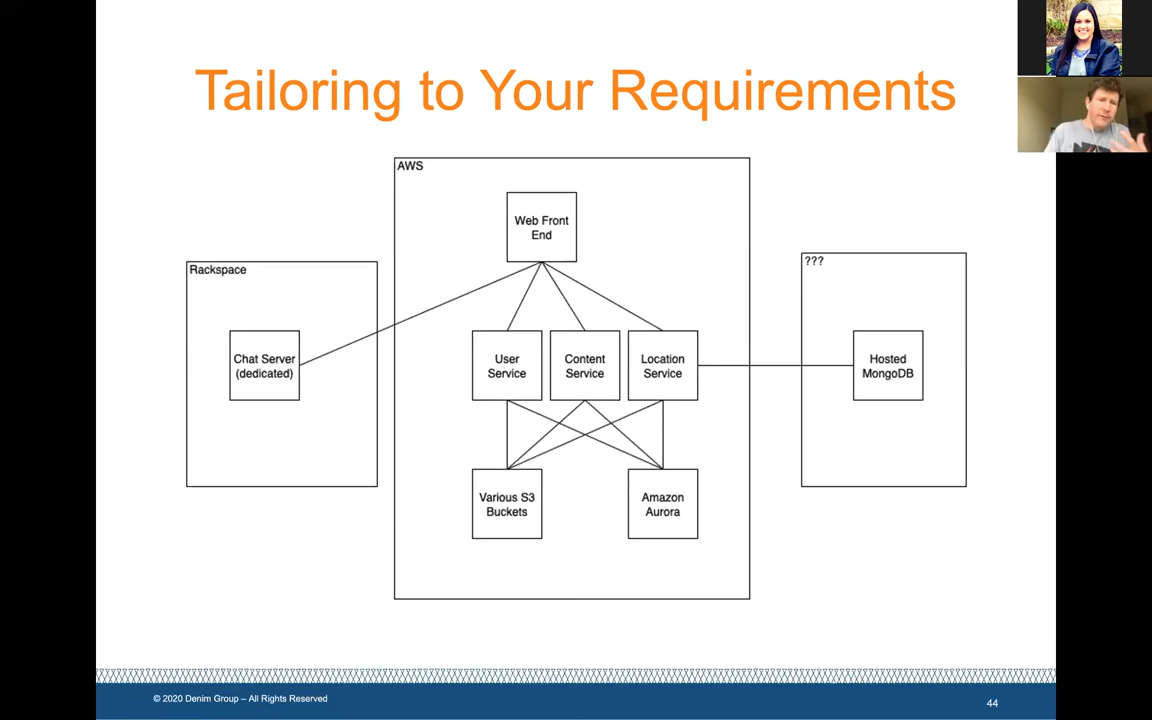 Tailoring to Your Requirements
AWS
Web Front
End
Rackspace
???
Chat Server
(dedicated)
User
Service
Content
Service
Location
Service
Hosted
MongoDB
Various S3
Buckets
Amazon
Aurora
© 2020 Denim Group – All Rights Reserved
44